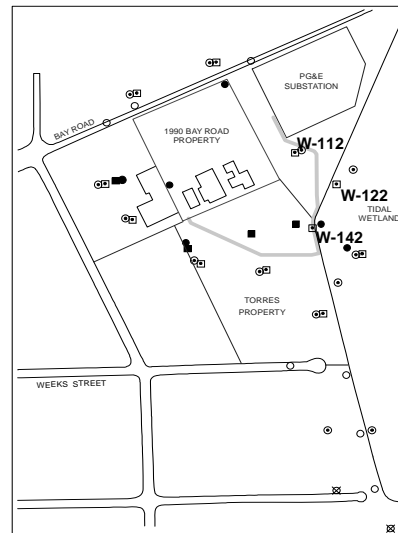 PG&E
SUBSTATION
BAY ROAD
1990 BAY ROAD
PROPERTY
W-112
W-122
TIDAL
WETLAND
W-142
TORRES
PROPERTY
WEEKS STREET